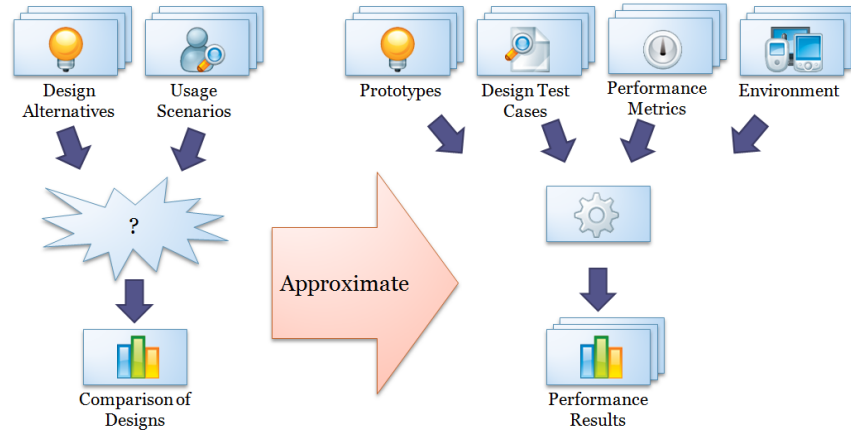 Design
Alternatives
Usage
Scenarios
Prototypes
Design Test
Cases
Performance
Metrics
Environment
?
Approximate
Comparison of
Designs
Performance
Results